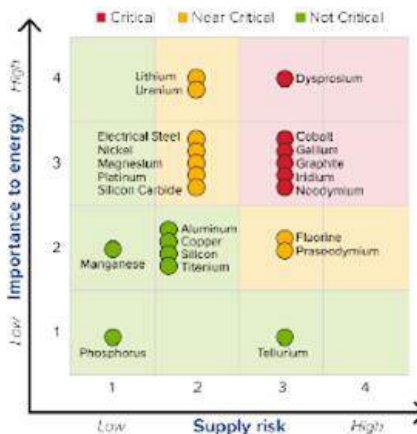 Critical Near Critical Not Critical
High
Importance to energy
Low
4
3
2
1
Lithium
Uranium
Dysprosium
Electrical Steel
Nickel
Magnesium
Platinum
Silicon Carbide
Cobalt
Gallium
Graphite
Iridium
Neodymium
Manganese
Aluminum
Copper
Silicon
Titenium
Fluorine
Praseodymium
Phosphorus
Tellurium
1 2 3 4
Low Supply risk High